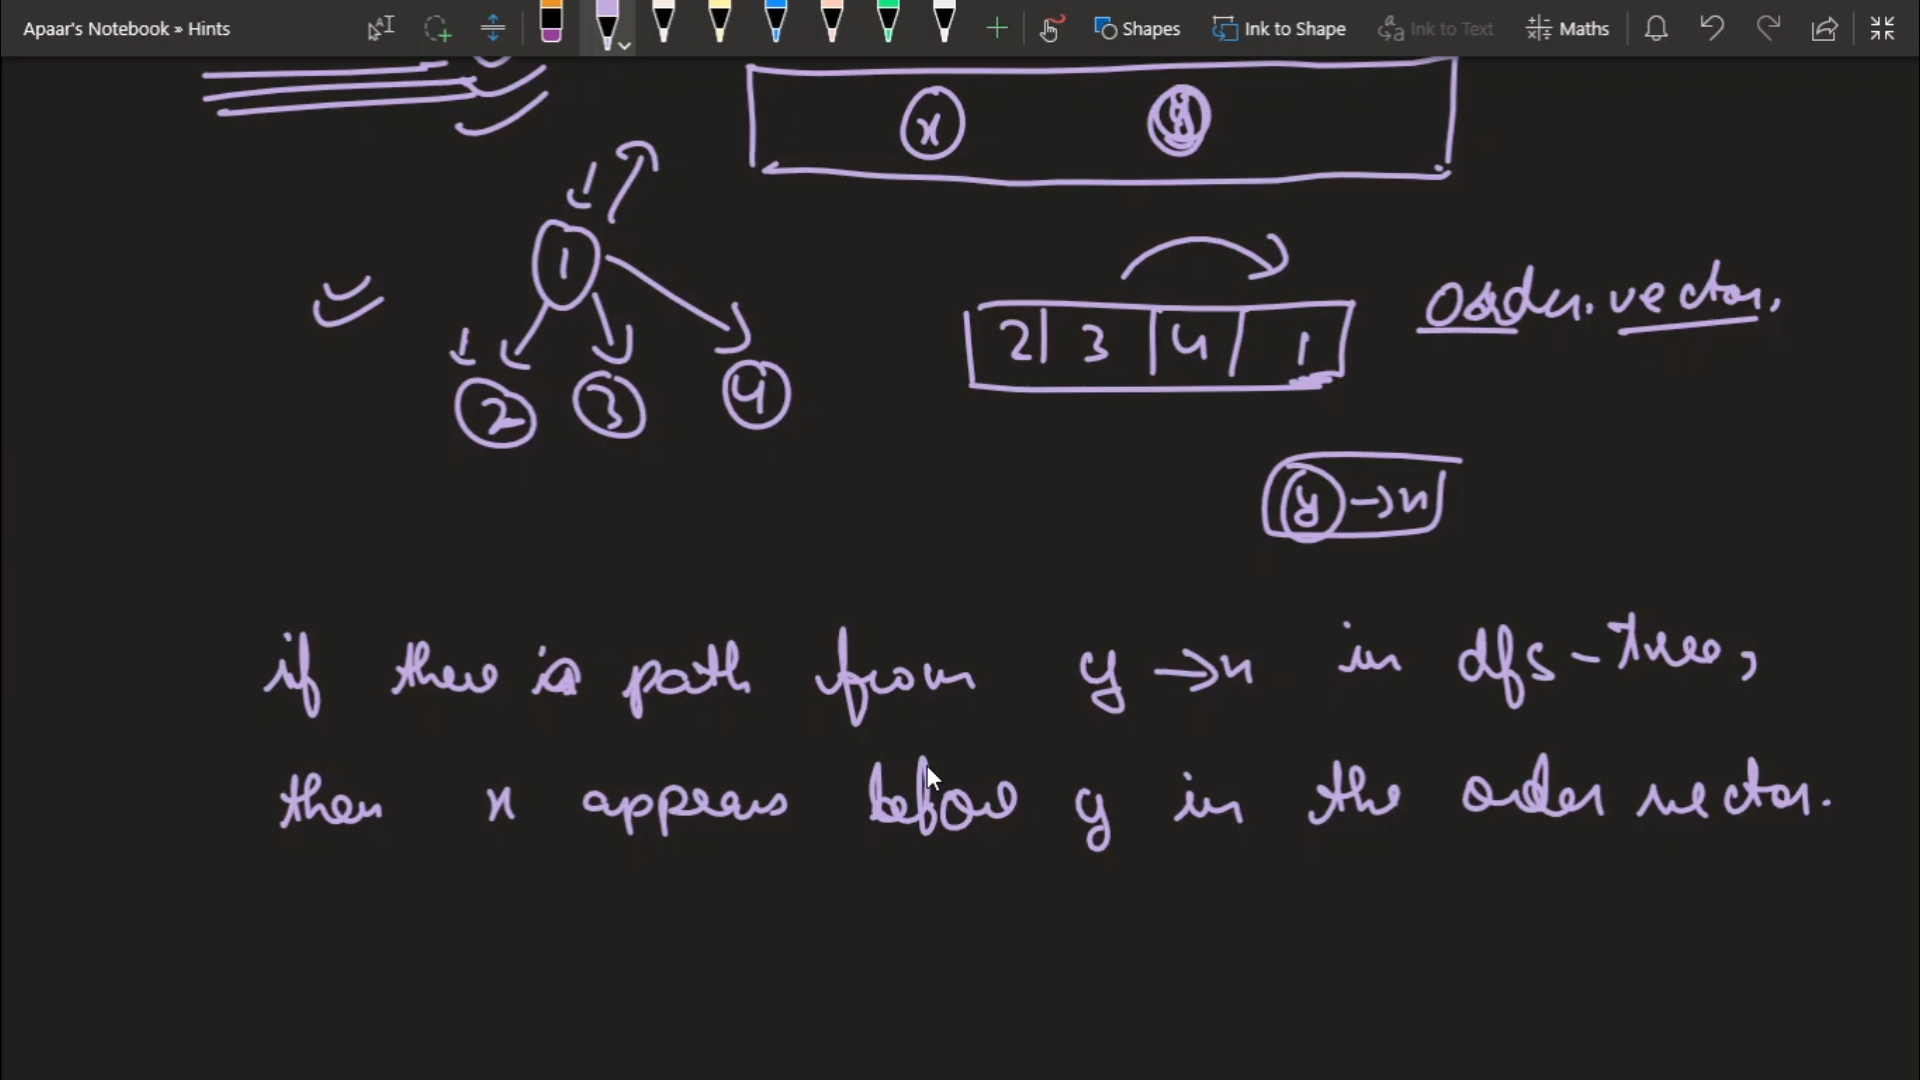 Apaar's Notebook » Hints
Shapes
Ink to Shape
Ink to Text
Maths
x y
1
2 3 4
2 3 4 1
order vector.
y → x
if there is path from y → x in dfs-tree,
then x appears before y in the order vector.